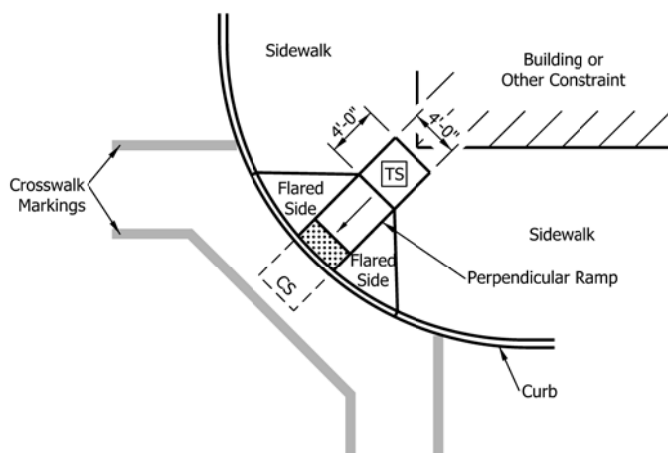 Sidewalk
Building or
Other Constraint
4'-0"
4'-0"
TS
Crosswalk
Markings
Flared
Side
Flared
Side
CS
Sidewalk
Perpendicular Ramp
Curb